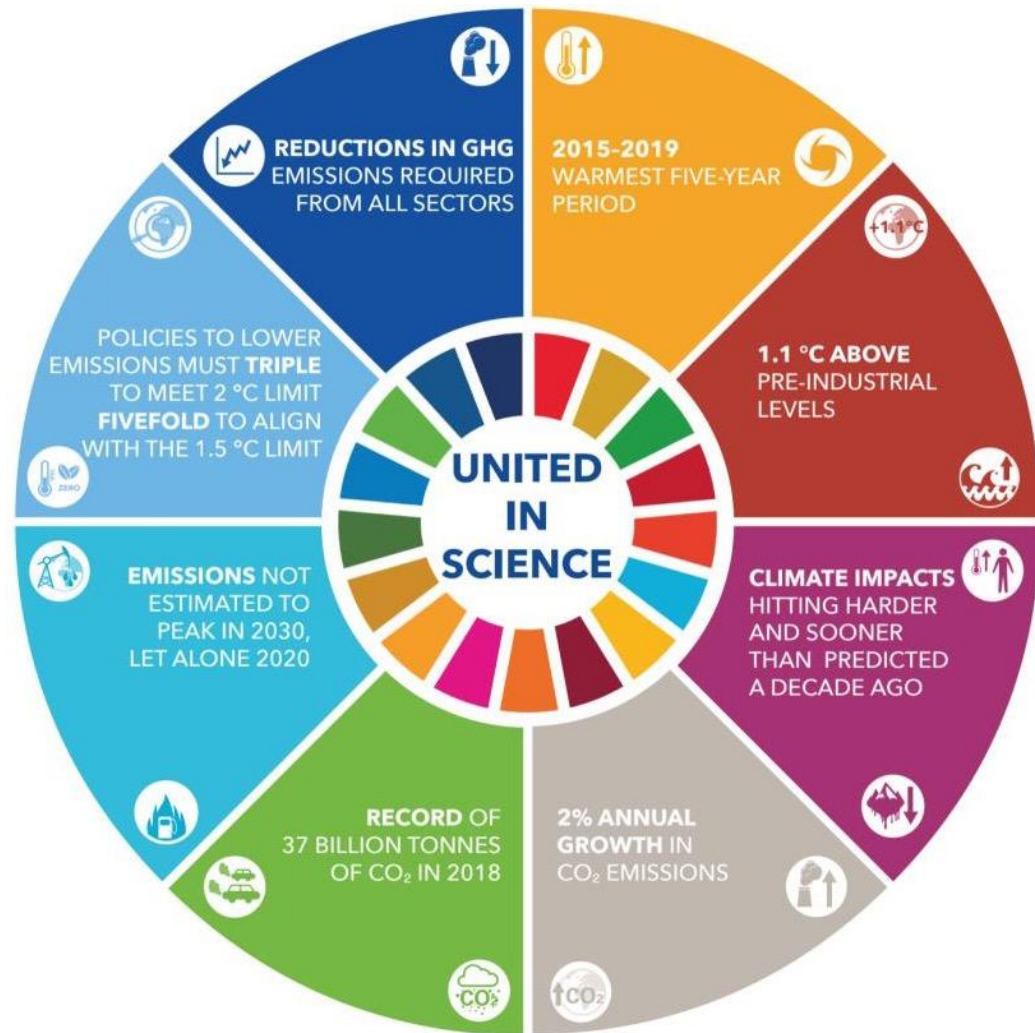 REDUCTIONS IN GHG
EMISSIONS REQUIRED
FROM ALL SECTORS
2015-2019
WARMEST FIVE-YEAR
PERIOD
+1.1°C
1.1 °C ABOVE
PRE-INDUSTRIAL
LEVELS
CLIMATE IMPACTS
HITTING HARDER
AND SOONER
THAN PREDICTED
A DECADE AGO
2% ANNUAL
GROWTH IN
CO₂ EMISSIONS
CO₂
RECORD OF
37 BILLION TONNES
OF CO₂ IN 2018
CO₂
EMISSIONS NOT
ESTIMATED TO
PEAK IN 2030,
LET ALONE 2020
POLICIES TO LOWER
EMISSIONS MUST TRIPLE
TO MEET 2 °C LIMIT
FIVEFOLD TO ALIGN
WITH THE 1.5 °C LIMIT
ZERO
UNITED
IN
SCIENCE